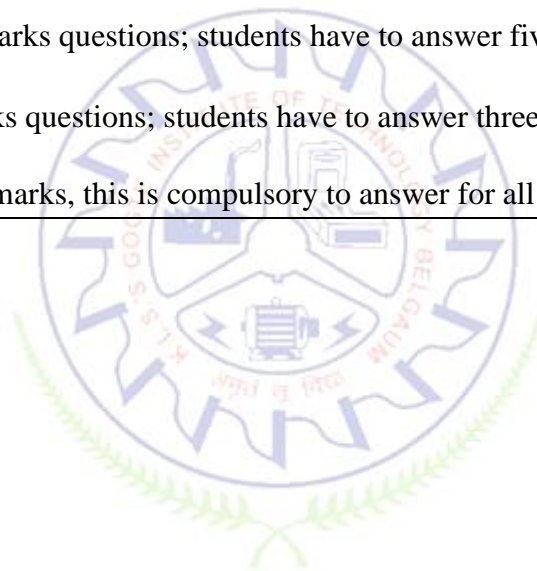 arks questions; students have to answer fiv
ks questions; students have to answer three
marks, this is compulsory to answer for all
K.L.S'S GOGTE INSTITUTE OF TECHNOLOGY BELGAUM